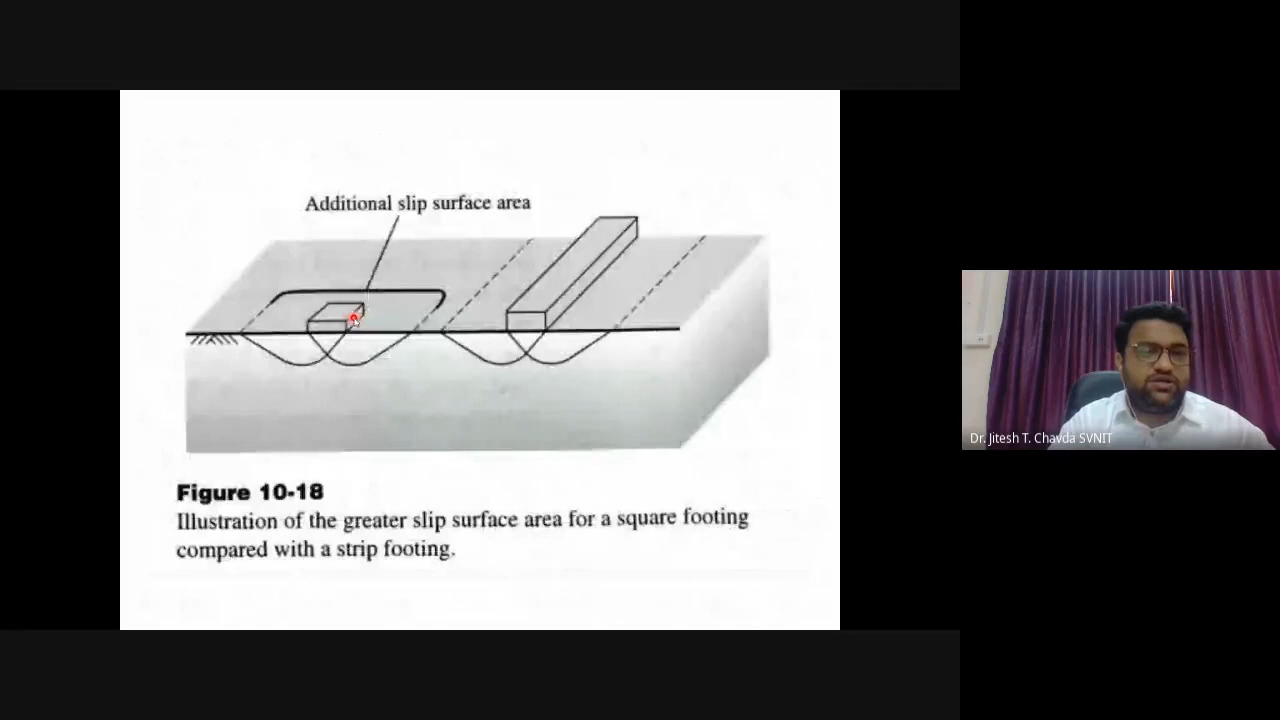 Additional slip surface area
Figure 10-18
Illustration of the greater slip surface area for a square footing
compared with a strip footing.
Dr. Jitesh T. Chavda SVNIT